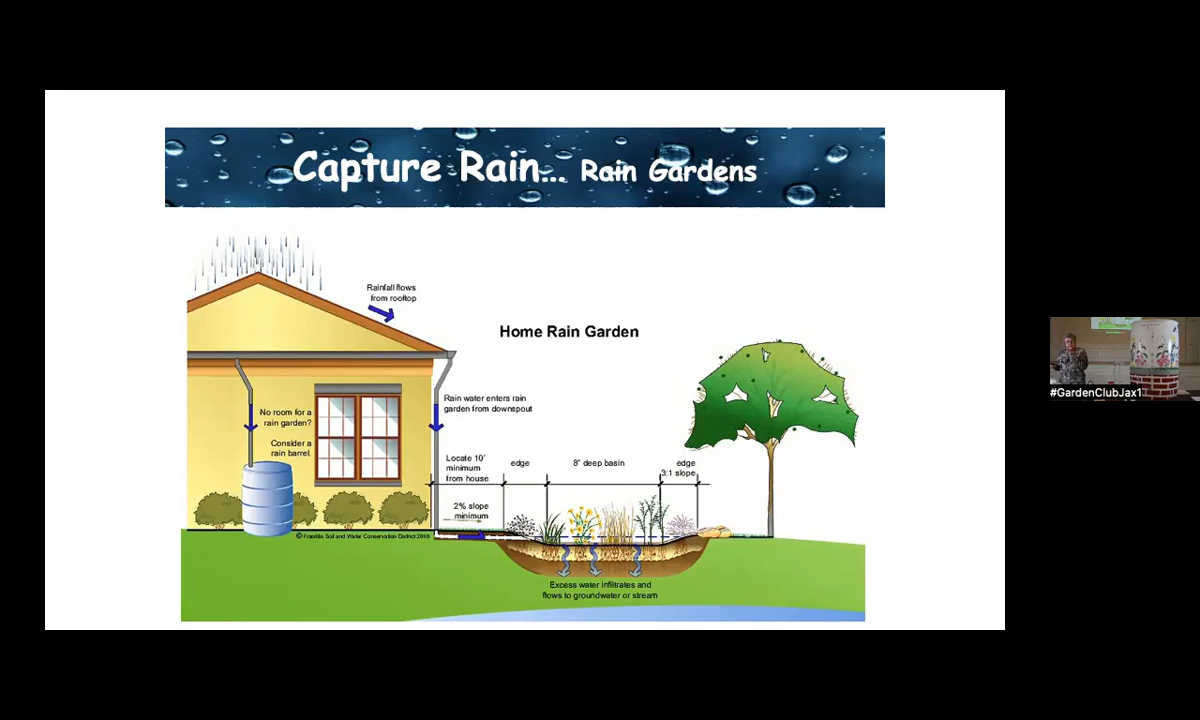 Capture Rain... Rain Gardens
Rainfall flows
from rooftop
Home Rain Garden
Rain water enters rain
garden from downspout
No room for a
rain garden?
Consider a
rain barrel.
Locate 10'
minimum
from house
edge
8" deep basin
edge
3:1 slope
2% slope
minimum
© Franklin Soil and Water Conservation District 2010
Excess water infiltrates and
flows to groundwater or stream
#GardenClubJax1